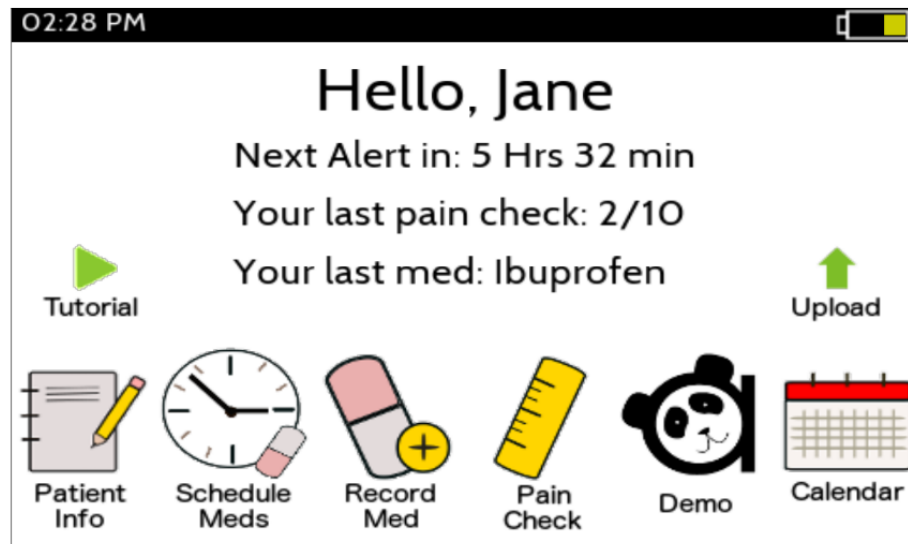 02:28 PM
Hello, Jane
Next Alert in: 5 Hrs 32 min
Your last pain check: 2/10
Your last med: Ibuprofen
Tutorial
Upload
Patient
Info
Schedule
Meds
Record
Med
Pain
Check
Demo
Calendar